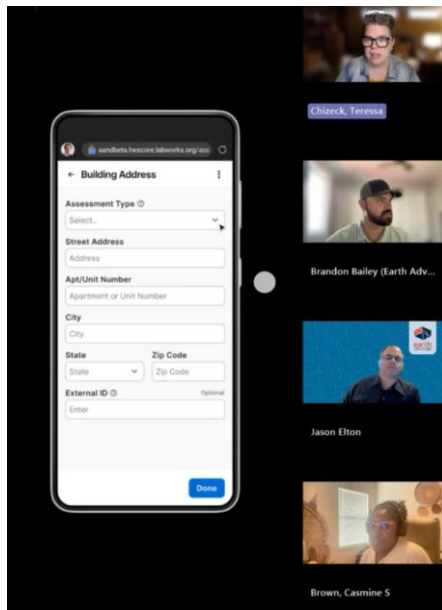 sandbeta.hescore.labworks.org/ass
Building Address
Assessment Type
Select..
Street Address
Address
Apt/Unit Number
Apartment or Unit Number
City
City
State
Zip Code
State
Zip Code
External ID
Optional
Enter
Done
Chizeck, Teressa
Brandon Bailey (Earth Adv...
earth
Jason Elton
Brown, Casmine S